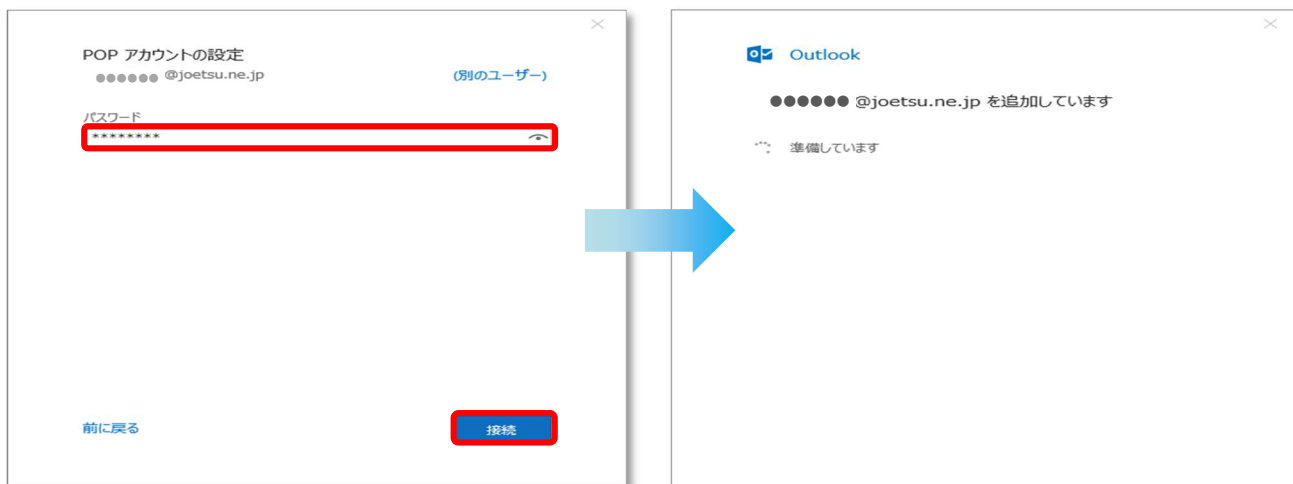 POP アカウントの設定
●●●●●● @joetsu.ne.jp
(別のユーザー)
パスワード
********
前に戻る
接続
Outlook
●●●●●● @joetsu.ne.jp を追加しています
準備しています